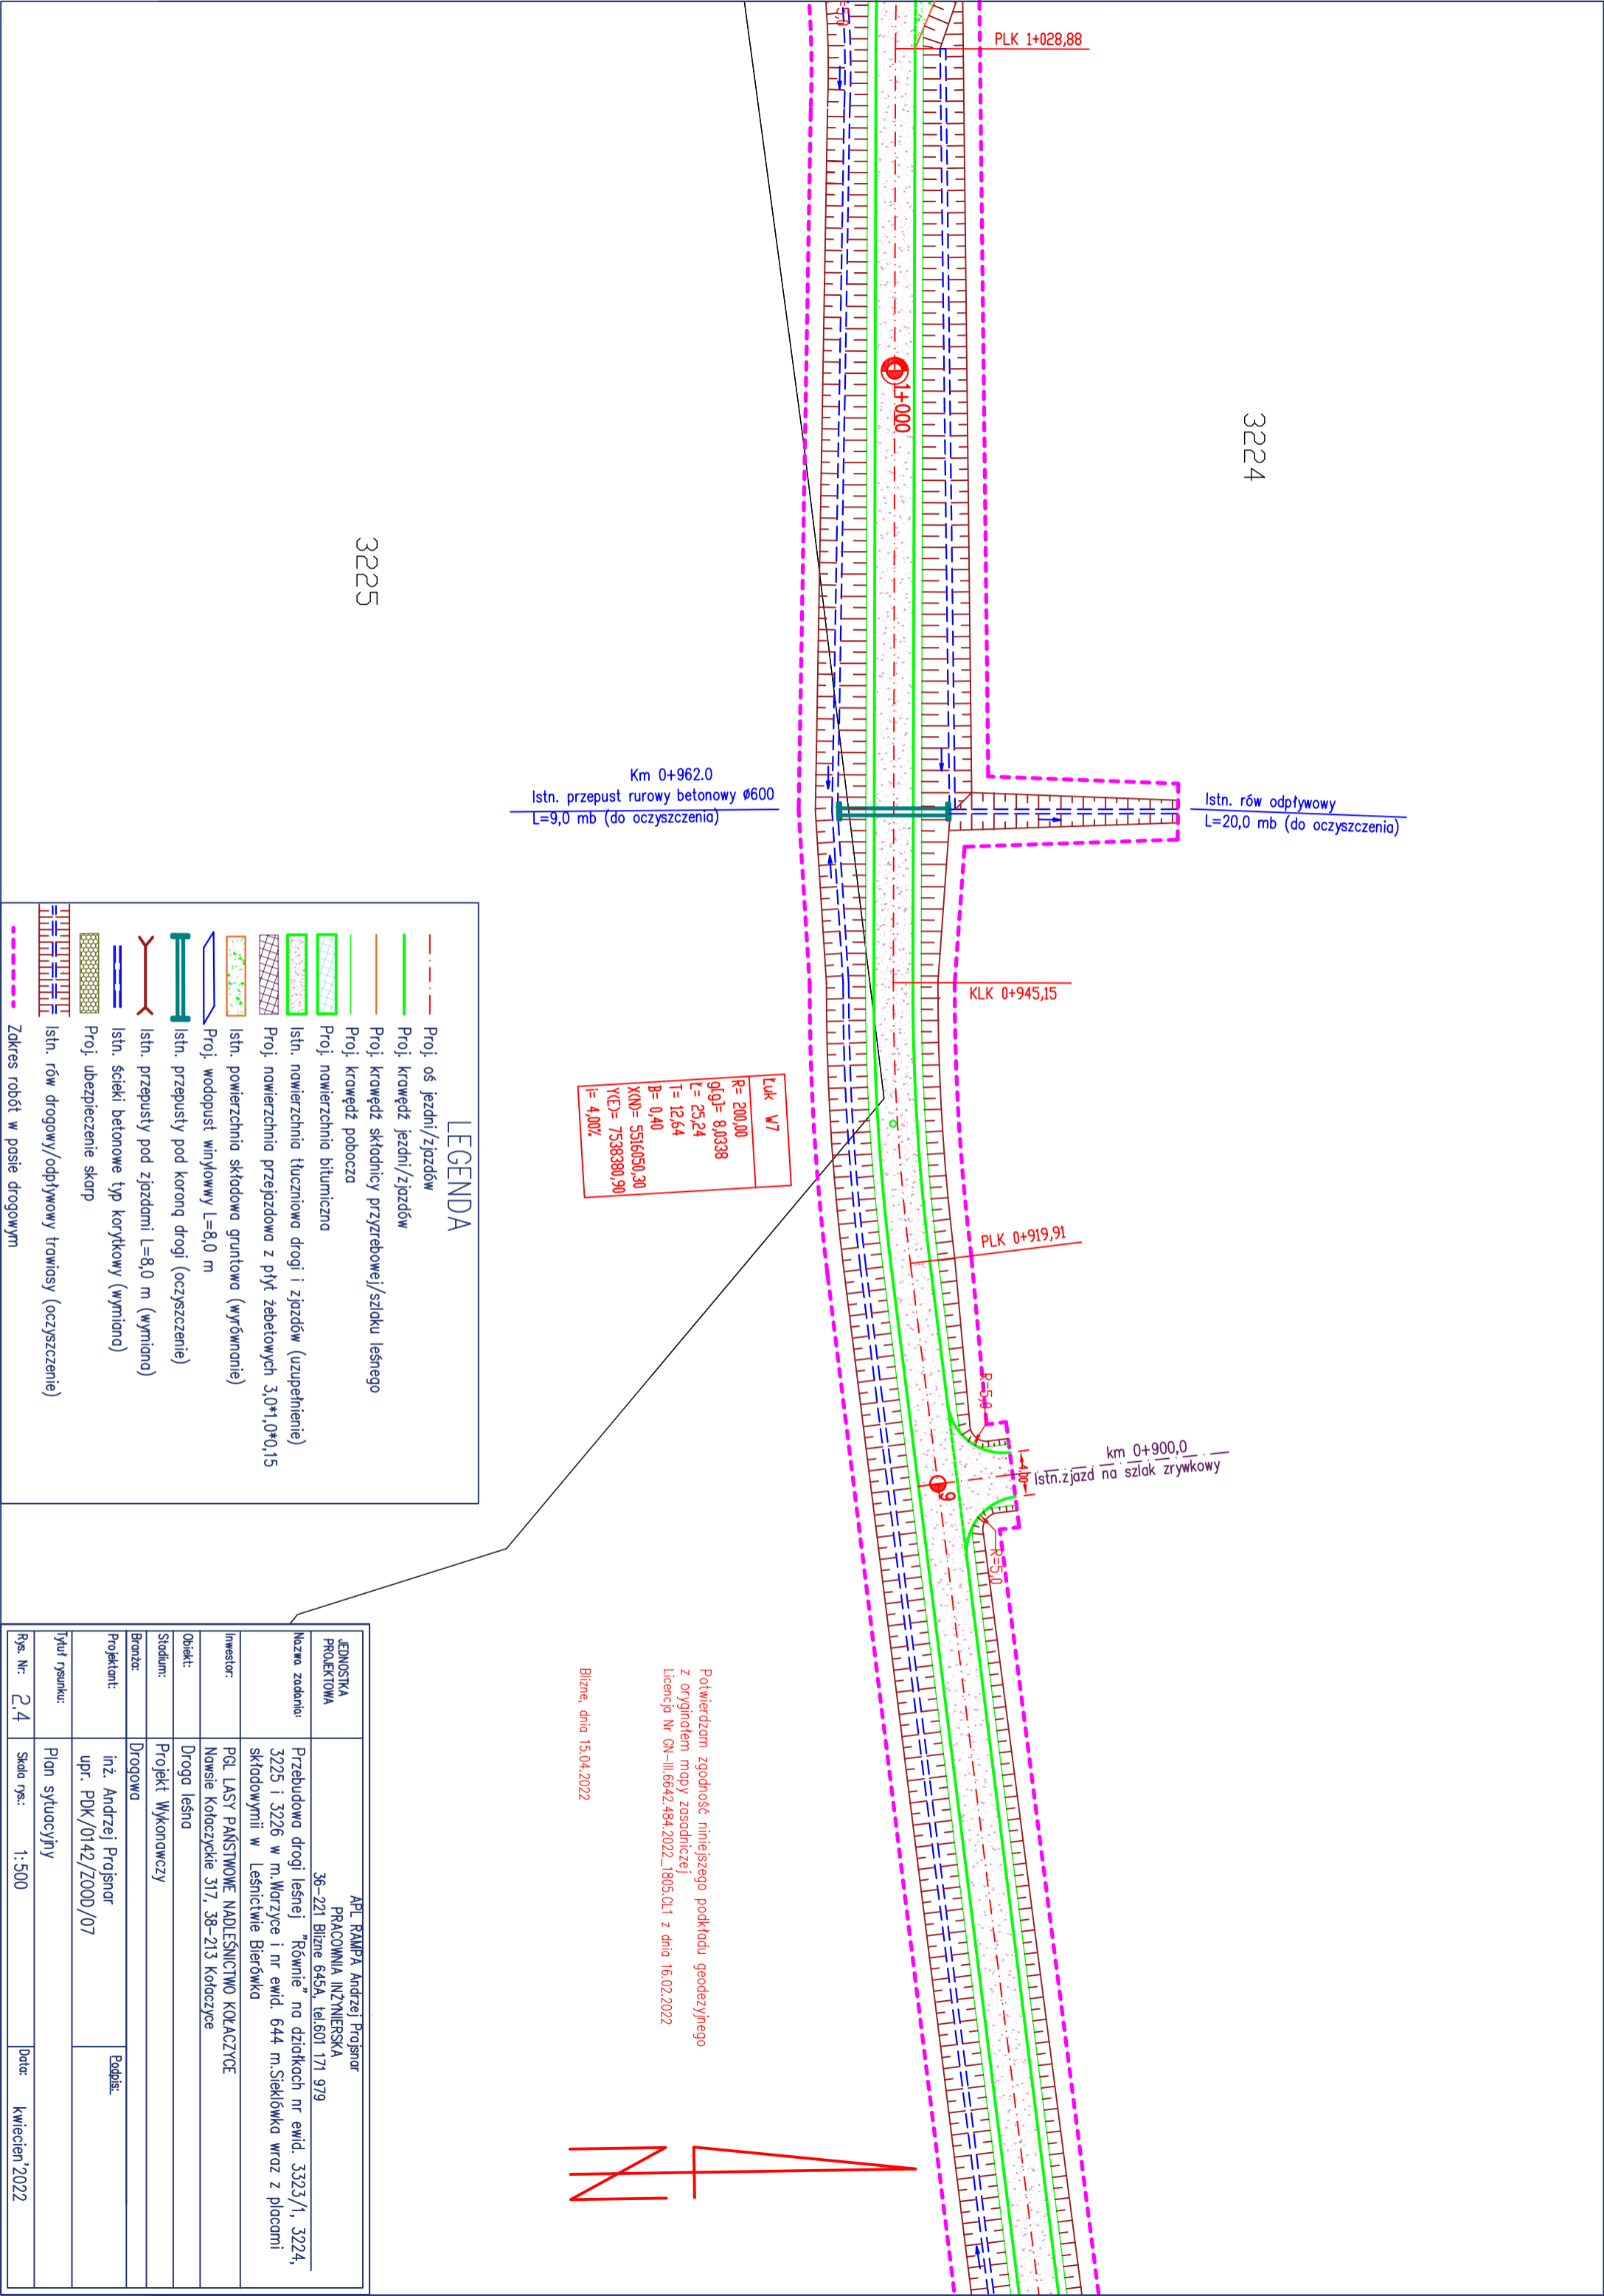 PLK 1+028,88
1+000
3224
3225
Km 0+962.0
Istn. przepust rurowy betonowy Ø600
L=9,0 mb (do oczyszczenia)
Istn. rów odpływowy
L=20,0 mb (do oczyszczenia)
KLK 0+945,15
Łuk W7
R= 200,00
g[g]= 8,0338
Ł= 25,24
T= 12,64
B= 0,40
X(N)= 5516050,30
Y(E)= 7538380,90
i= 4,00%
PLK 0+919,91
R=5,0
km 0+900,0
Istn.zjazd na szlak zrywkowy
4,00
9
R=5,0
LEGENDA
Proj. oś jezdni/zjazdów
Proj. krawędź jezdni/zjazdów
Proj. krawędź składnicy przyzrebowej/szlaku leśnego
Proj. krawędź pobocza
Proj. nawierzchnia bitumiczna
Istn. nawierzchnia tłuczniowa drogi i zjazdów (uzupełnienie)
Proj. nawierzchnia przejazdowa z płyt żebetowych 3,0*1,0*0,15
Istn. powierzchnia składowa gruntowa (wyrównanie)
Proj. wodopust winylowwy L=8,0 m
Istn. przepusty pod koroną drogi (oczyszczenie)
Istn. przepusty pod zjazdami L=8,0 m (wymiana)
Istn. ścieki betonowe typ korytkowy (wymiana)
Proj. ubezpieczenie skarp
Istn. rów drogowy/odpływowy trawiasy (oczyszczenie)
Zakres robót w pasie drogowym
Potwierdzam zgodność niniejszego podkładu geodezyjnego
z oryginałem mapy zasadniczej
Licencja Nr GN-III.6642.484.2022_1805.CL1 z dnia 16.02.2022
Blizne, dnia 15.04.2022
N
JEDNOSTKA
PROJEKTOWA
APL RAMPA Andrzej Prajsnar
PRACOWNIA INŻYNIERSKA
36-221 Blizne 645A, tel.601 171 979
Nazwa zadania:
Przebudowa drogi leśnej "Równie" na działkach nr ewid. 3323/1, 3224,
3225 i 3226 w m.Warzyce i nr ewid. 644 m.Sieklówka wraz z placami
składowymii w Leśnictwie Bierówka
Inwestor:
PGL LASY PAŃSTWOWE NADLEŚNICTWO KOŁACZYCE
Nawsie Kołaczyckie 317, 38-213 Kołaczyce
Obiekt:
Droga leśna
Stadium:
Projekt Wykonawczy
Branża:
Drogowa
Projektant:
inż. Andrzej Prajsnar
upr. PDK/0142/ZOOD/07
Podpis:
Tytuł rysunku:
Plan sytuacyjny
Rys. Nr: 2.4
Skala rys.: 1:500
Data: kwiecien'2022